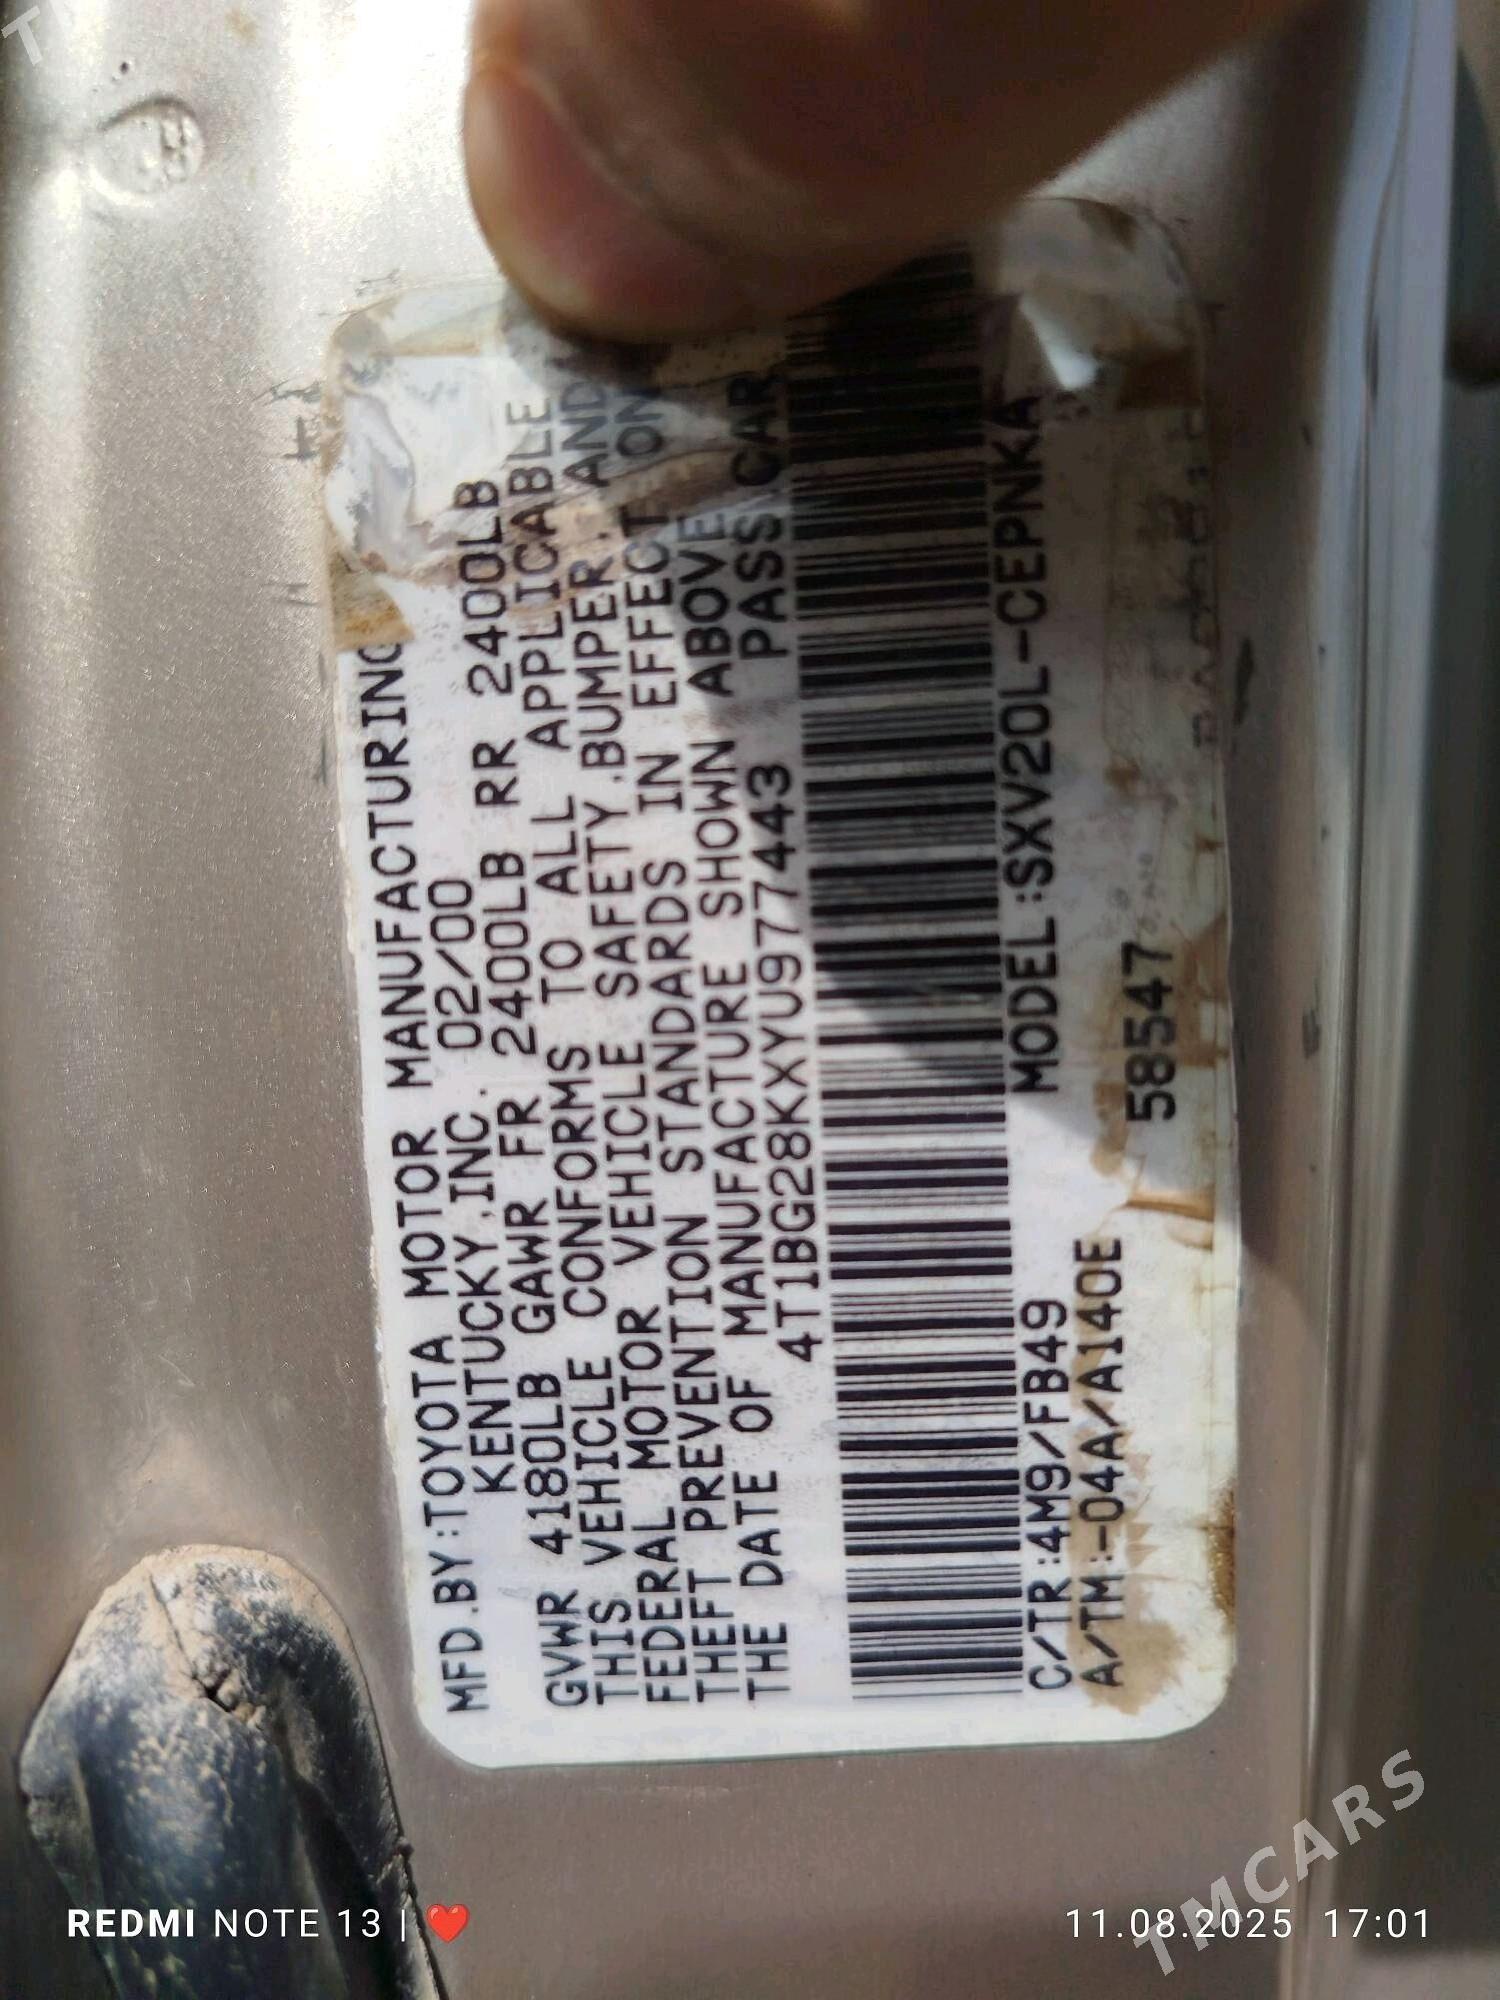 MFD.BY:TOYOTA MOTOR MANUFACTURING
KENTUCKY,INC. 02/00
GVWR 4180LB GAWR FR 2400LB RR 2400LB
THIS VEHICLE CONFORMS TO ALL APPLICABLE
FEDERAL MOTOR VEHICLE SAFETY,BUMPER,AND
THEFT PREVENTION STANDARDS IN EFFECT ON
THE DATE OF MANUFACTURE SHOWN ABOVE
4T1BG28KXYU977443 PASS CAR
C/TR:4M9/FB49 MODEL:SXV20L-CEPNKA
A/TM:-04A/A140E 58547
REDMI NOTE 13 | ❤️
11.08.2025 17:01
TMCARS